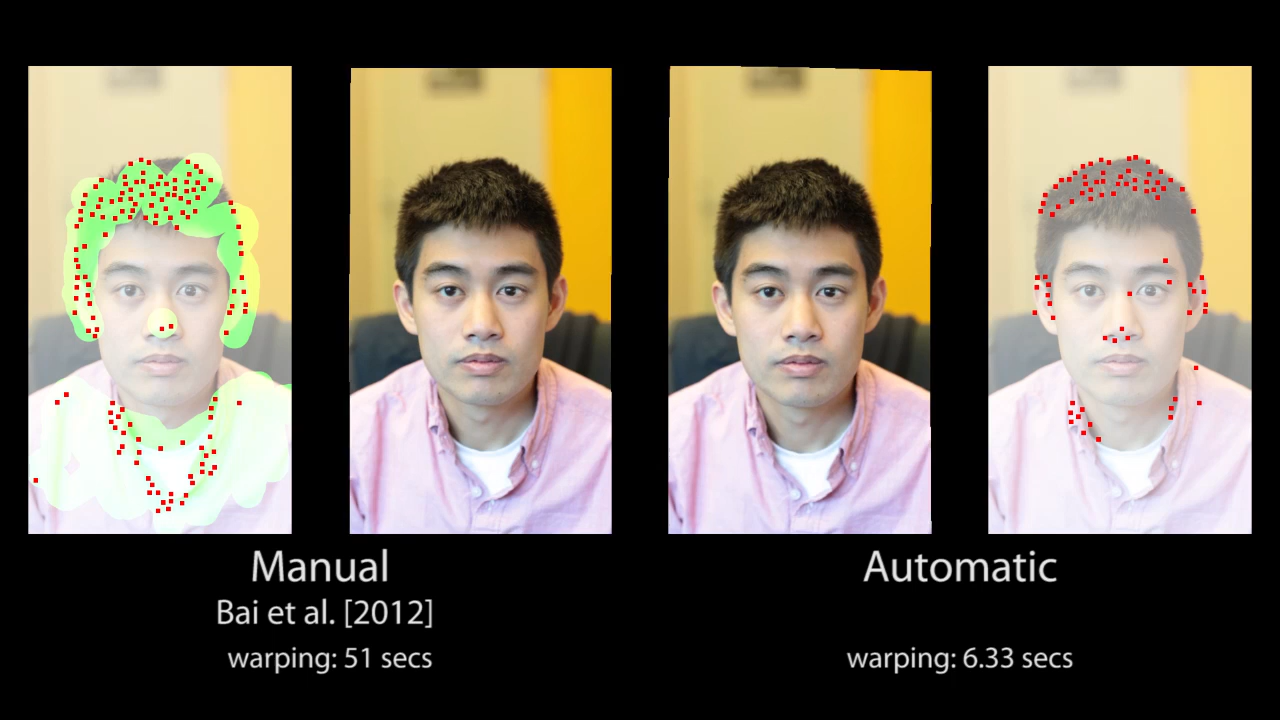 Manual
Bai et al. [2012]
warping: 51 secs
Automatic
warping: 6.33 secs